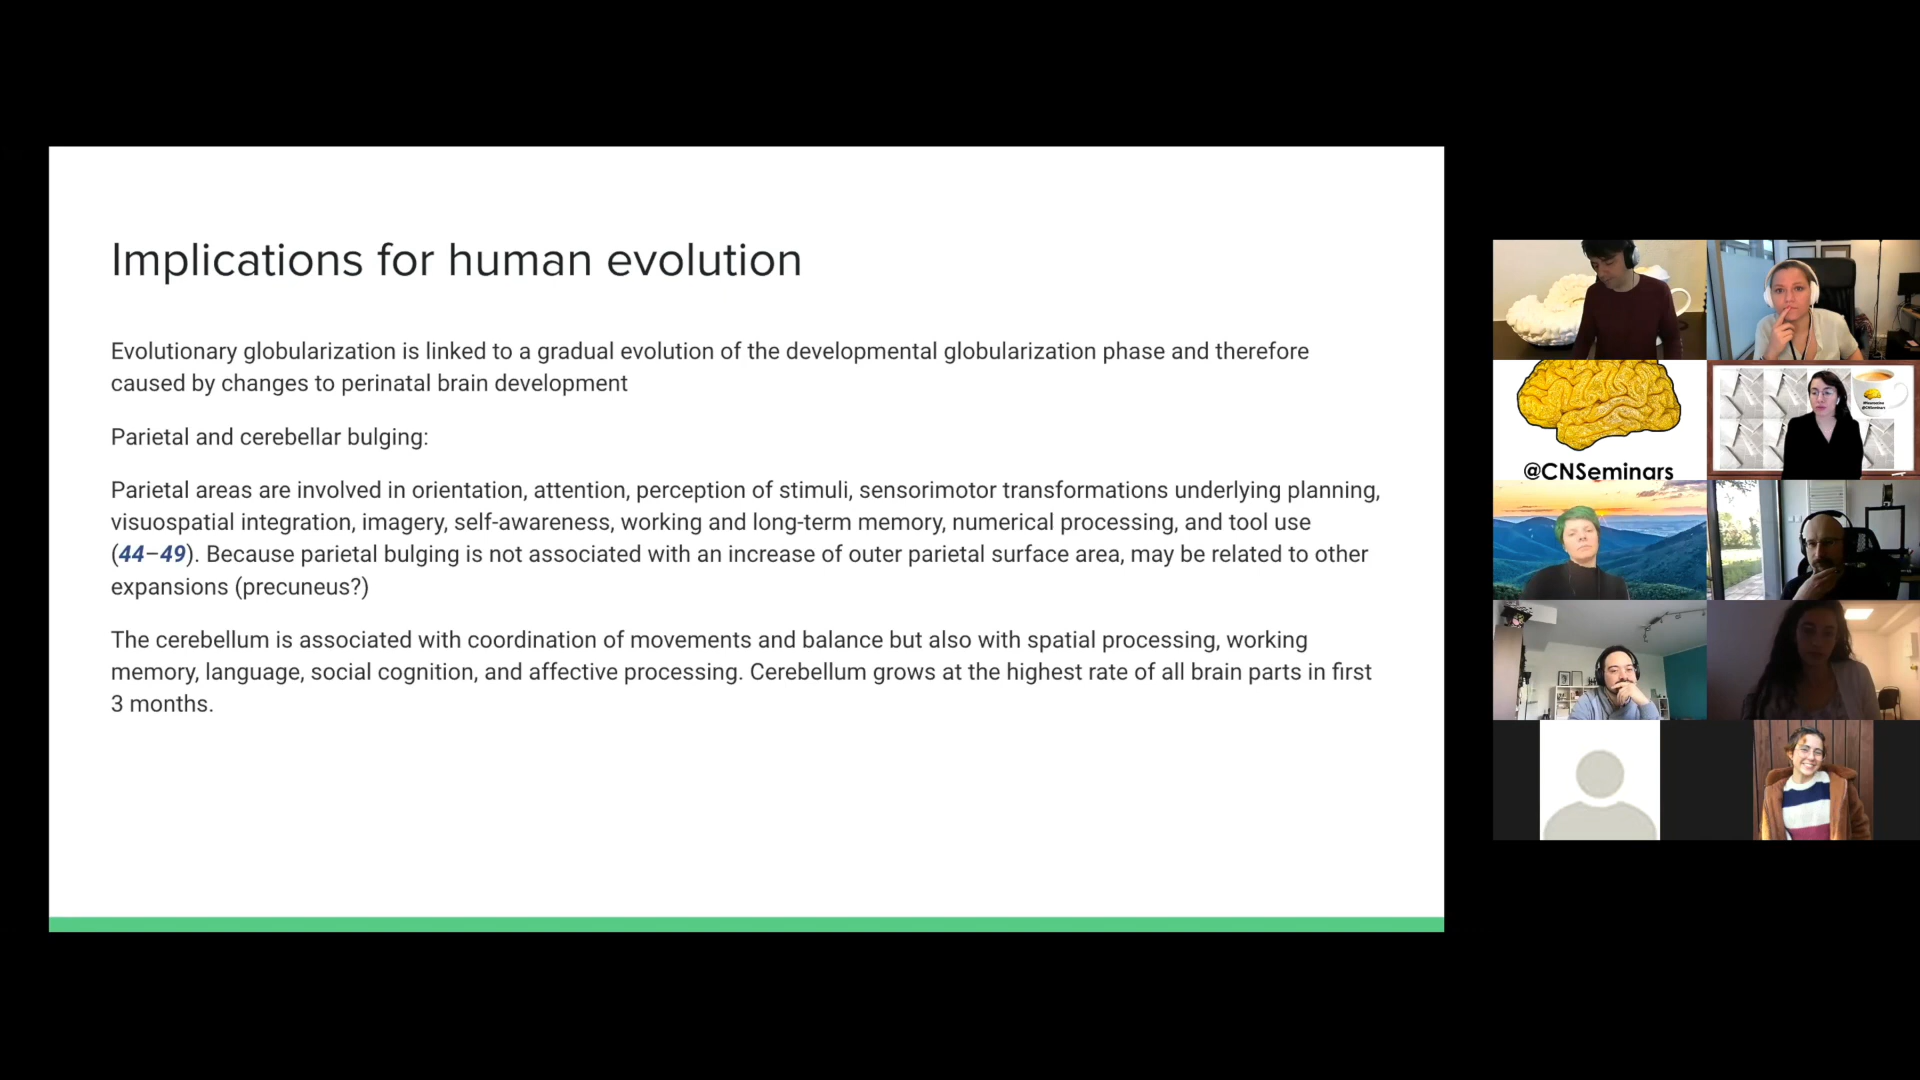 Implications for human evolution
Evolutionary globularization is linked to a gradual evolution of the developmental globularization phase and therefore
caused by changes to perinatal brain development
Parietal and cerebellar bulging:
Parietal areas are involved in orientation, attention, perception of stimuli, sensorimotor transformations underlying planning,
visuospatial integration, imagery, self-awareness, working and long-term memory, numerical processing, and tool use
(44–49). Because parietal bulging is not associated with an increase of outer parietal surface area, may be related to other
expansions (precuneus?)
The cerebellum is associated with coordination of movements and balance but also with spatial processing, working
memory, language, social cognition, and affective processing. Cerebellum grows at the highest rate of all brain parts in first
3 months.
@CNSeminars